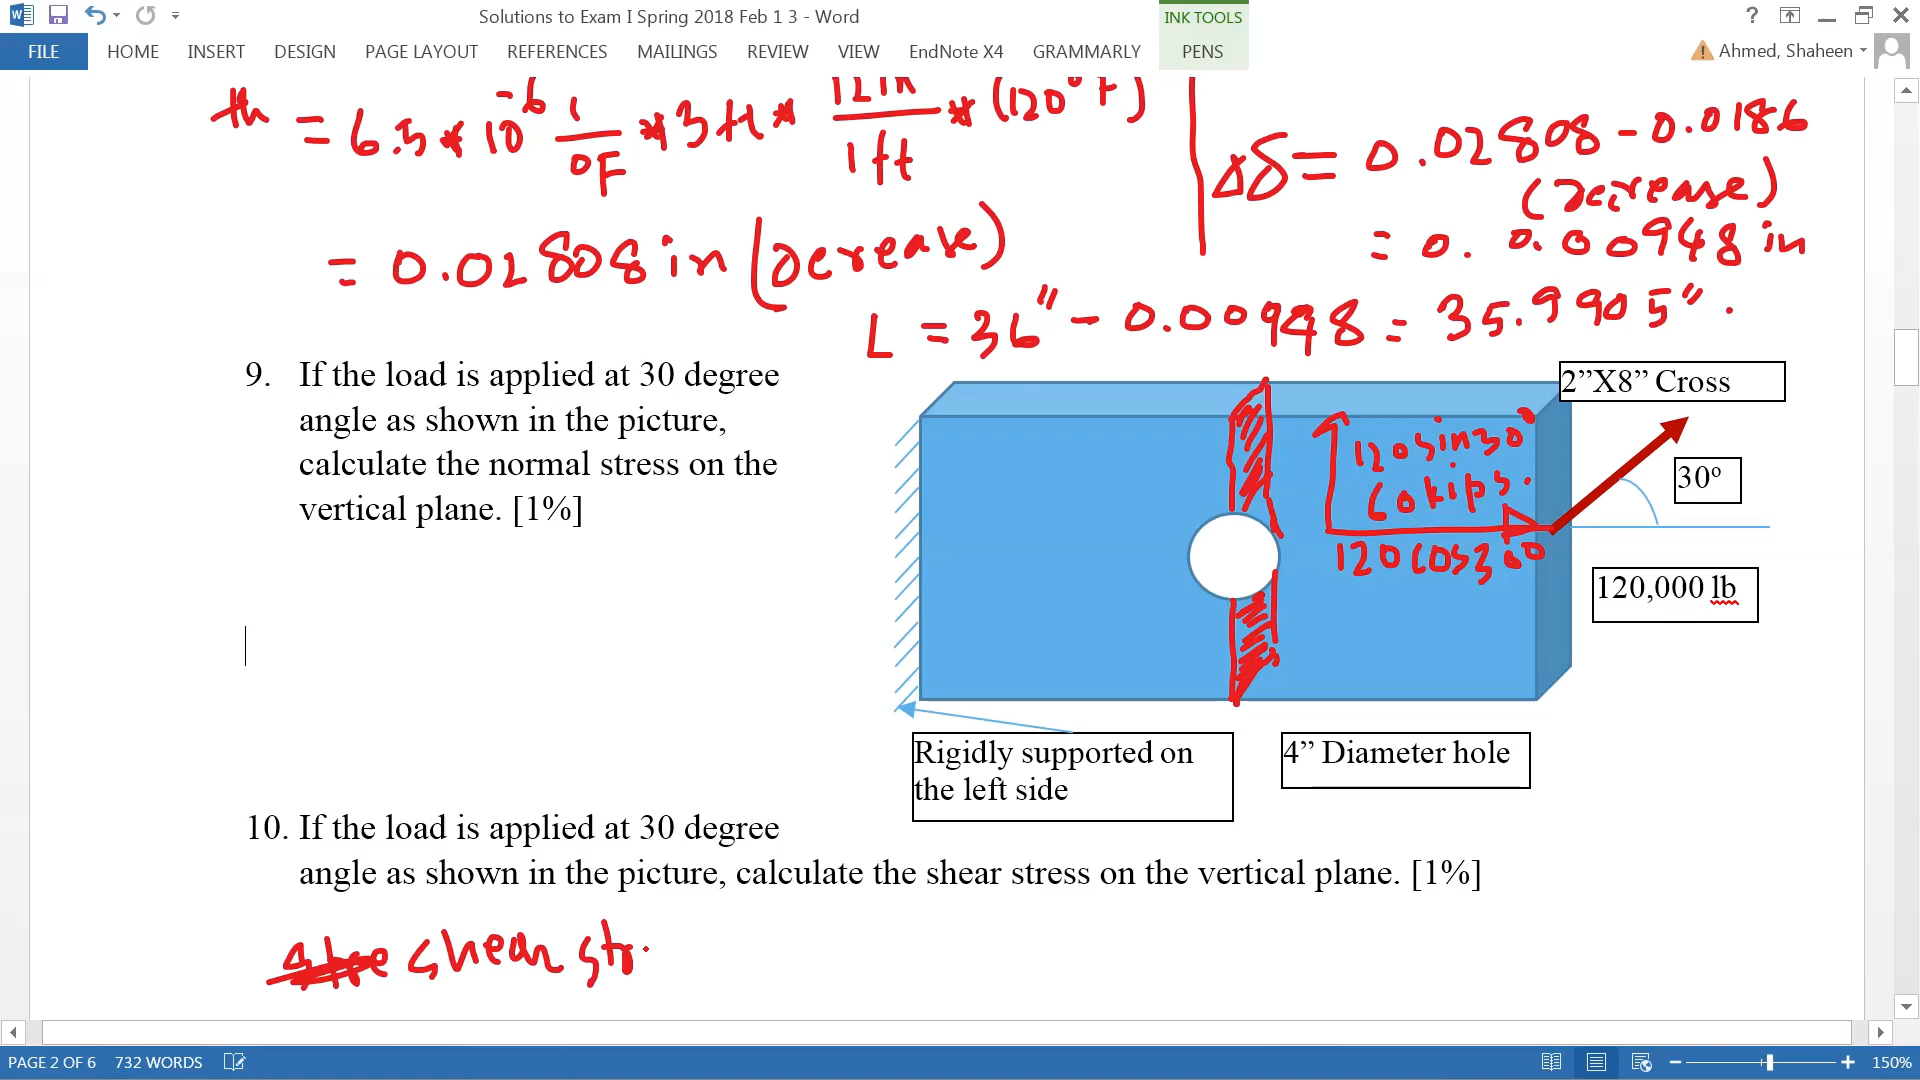 Solutions to Exam I Spring 2018 Feb 1 3 - Word
INK TOOLS
?
FILE HOME INSERT DESIGN PAGE LAYOUT REFERENCES MAILINGS REVIEW VIEW EndNote X4 GRAMMARLY PENS
Ahmed, Shaheen
th = 6.5 * 10^-6 1/°F * 3 ft * 12 in/1 ft * (120°F)
= 0.02808 in (Decrease)
Δδ = 0.02808 - 0.0186
(Decrease)
= 0. 0.00948 in
L = 36" - 0.00948 = 35.9905".
9. If the load is applied at 30 degree
angle as shown in the picture,
calculate the normal stress on the
vertical plane. [1%]
2”X8” Cross
120 sin 30°
60 kips.
120 cos 30°
30o
120,000 lb
Rigidly supported on
the left side
4” Diameter hole
10. If the load is applied at 30 degree
angle as shown in the picture, calculate the shear stress on the vertical plane. [1%]
shear str
PAGE 2 OF 6 732 WORDS
150%